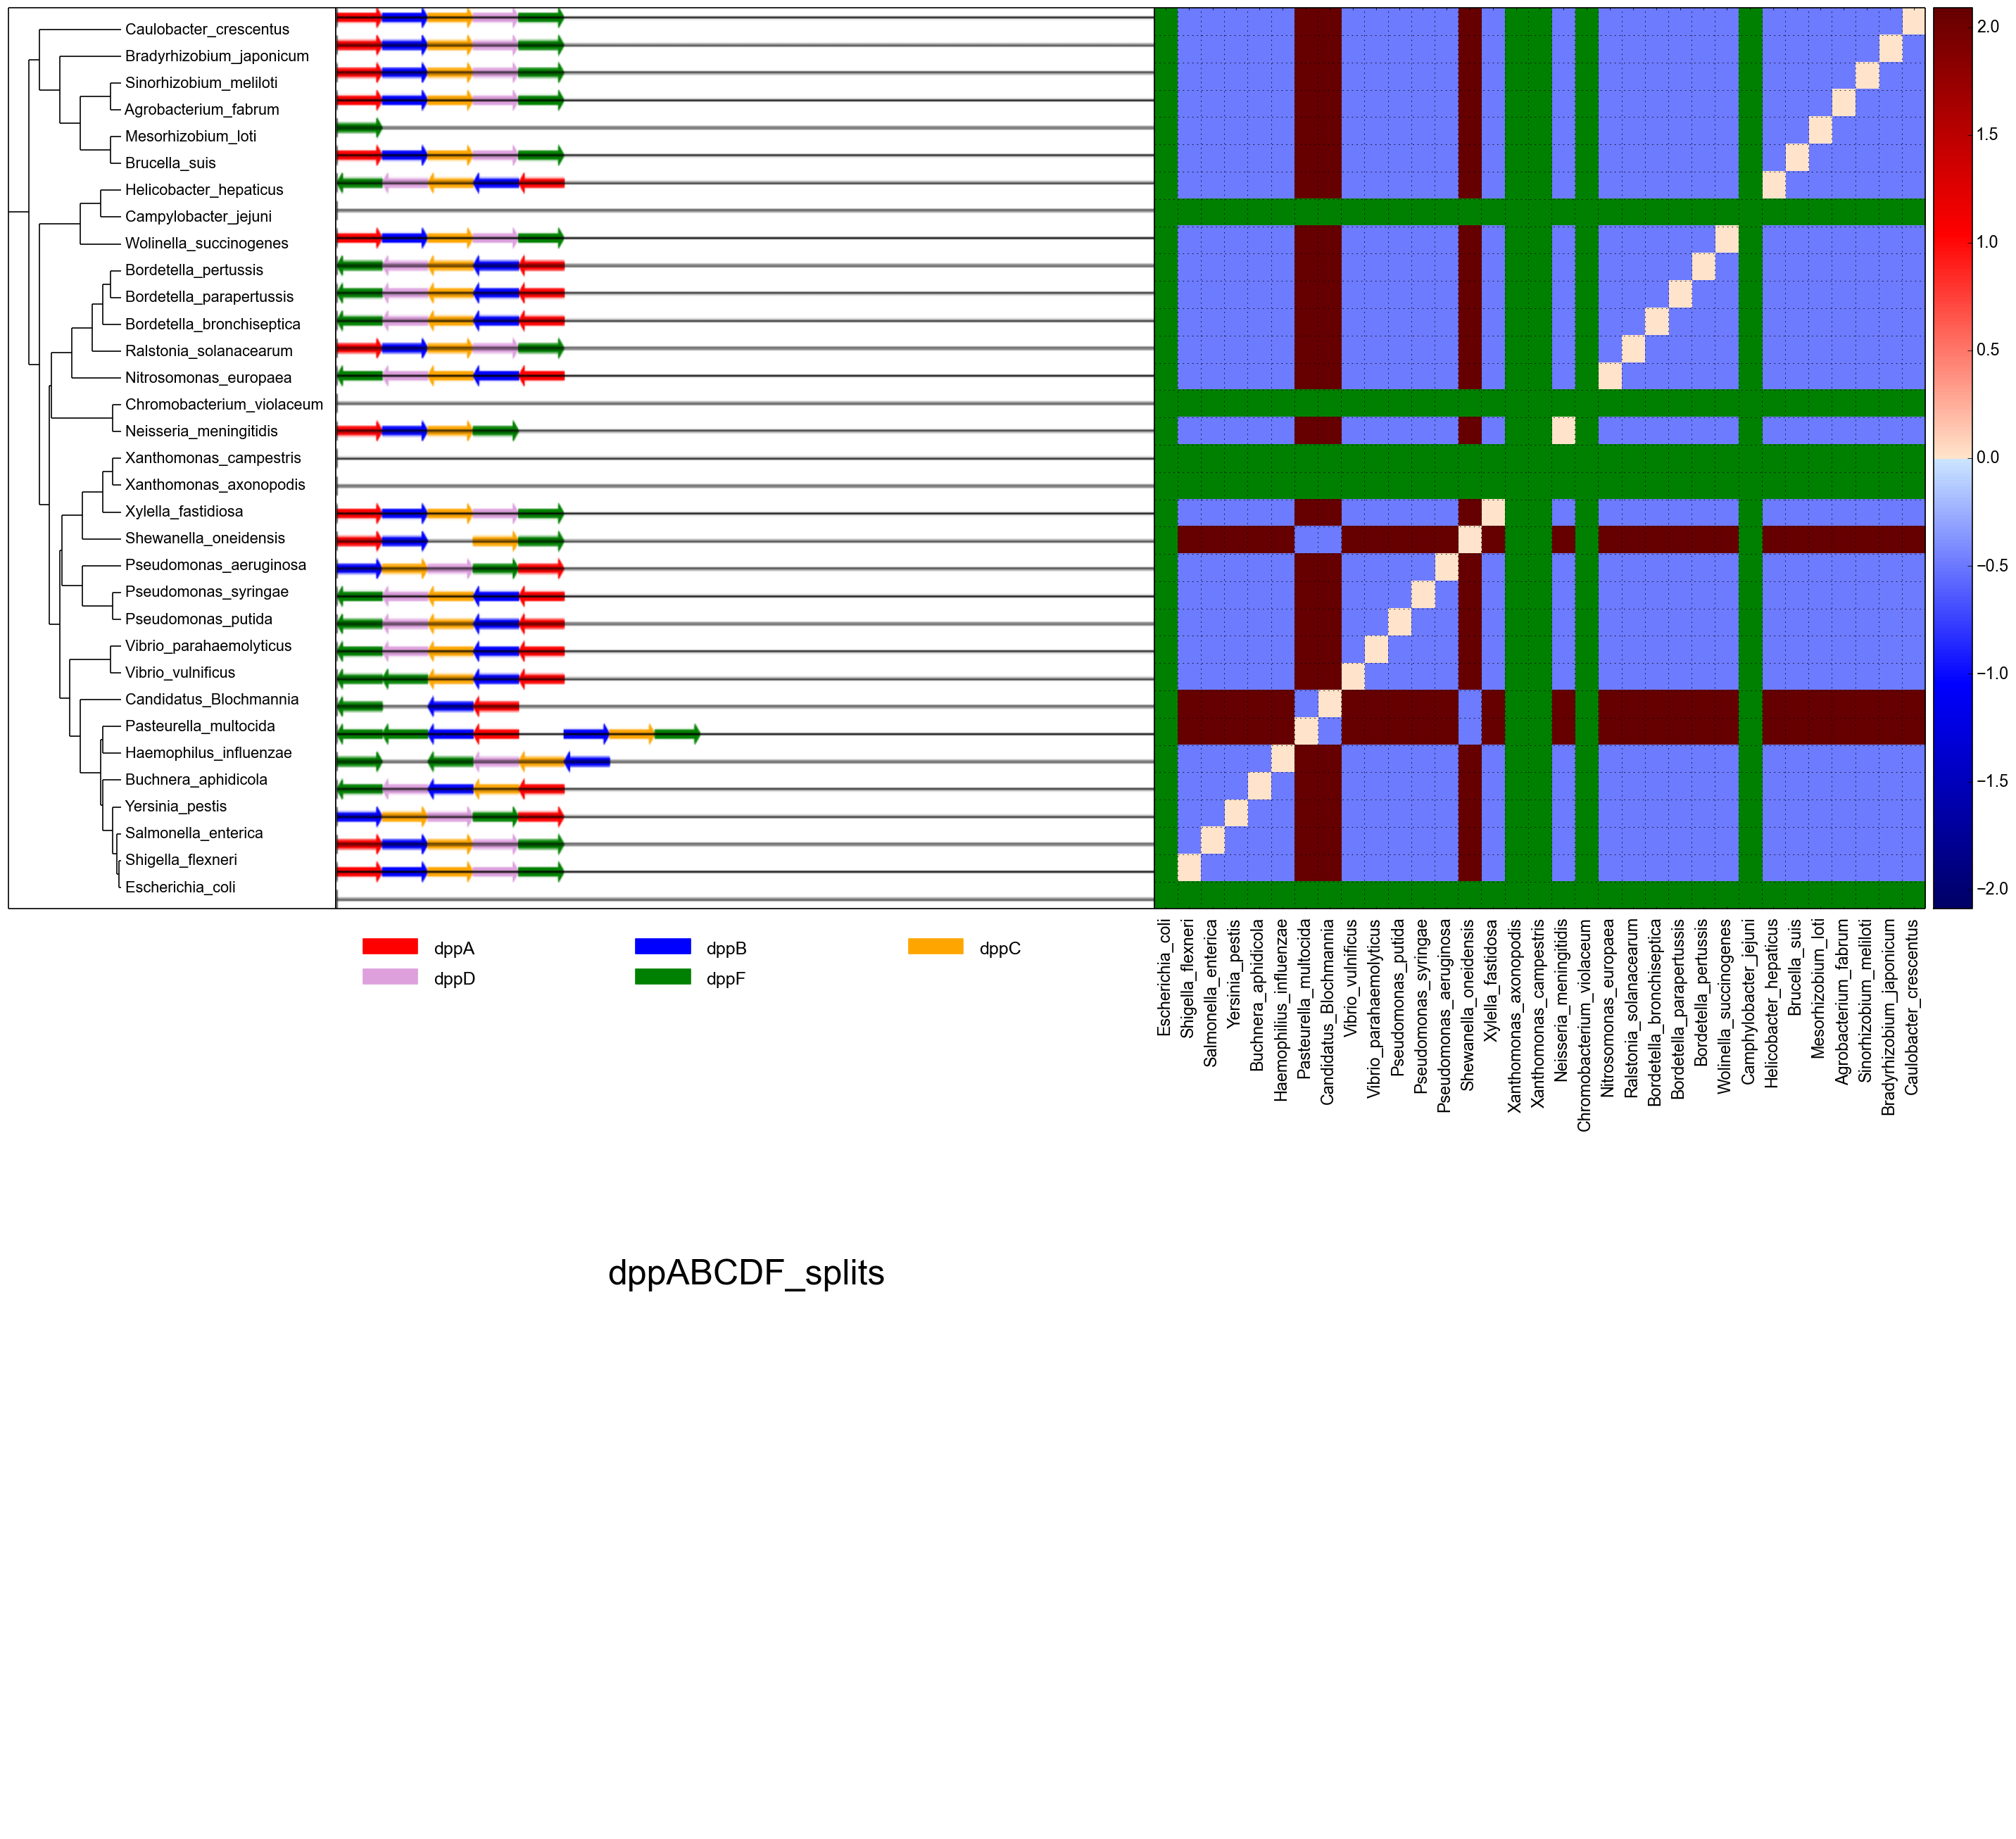 Caulobacter_crescentus
Bradyrhizobium_japonicum
Sinorhizobium_meliloti
Agrobacterium_fabrum
Mesorhizobium_loti
Brucella_suis
Helicobacter_hepaticus
Campylobacter_jejuni
Wolinella_succinogenes
Bordetella_pertussis
Bordetella_parapertussis
Bordetella_bronchiseptica
Ralstonia_solanacearum
Nitrosomonas_europaea
Chromobacterium_violaceum
Neisseria_meningitidis
Xanthomonas_campestris
Xanthomonas_axonopodis
Xylella_fastidiosa
Shewanella_oneidensis
Pseudomonas_aeruginosa
Pseudomonas_syringae
Pseudomonas_putida
Vibrio_parahaemolyticus
Vibrio_vulnificus
Candidatus_Blochmannia
Pasteurella_multocida
Haemophilus_influenzae
Buchnera_aphidicola
Yersinia_pestis
Salmonella_enterica
Shigella_flexneri
Escherichia_coli
2.0
1.5
1.0
0.5
0.0
−0.5
−1.0
−1.5
−2.0
Escherichia_coli
Shigella_flexneri
Salmonella_enterica
Yersinia_pestis
Buchnera_aphidicola
Haemophilus_influenzae
Pasteurella_multocida
Candidatus_Blochmannia
Vibrio_vulnificus
Vibrio_parahaemolyticus
Pseudomonas_putida
Pseudomonas_syringae
Pseudomonas_aeruginosa
Shewanella_oneidensis
Xylella_fastidosa
Xanthomonas_axonopodis
Xanthomonas_campestris
Neisseria_meningitidis
Chromobacterium_violaceum
Nitrosomonas_europaea
Ralstonia_solanacearum
Bordetella_bronchiseptica
Bordetella_parapertussis
Bordetella_pertussis
Wolinella_succinogenes
Camphylobacter_jejuni
Helicobacter_hepaticus
Brucella_suis
Mesorhizobium_loti
Agrobacterium_fabrum
Sinorhizobium_meliloti
Bradyrhizobium_japonicum
Caulobacter_crescentus
dppA dppB dppC
dppD dppF
dppABCDF_splits